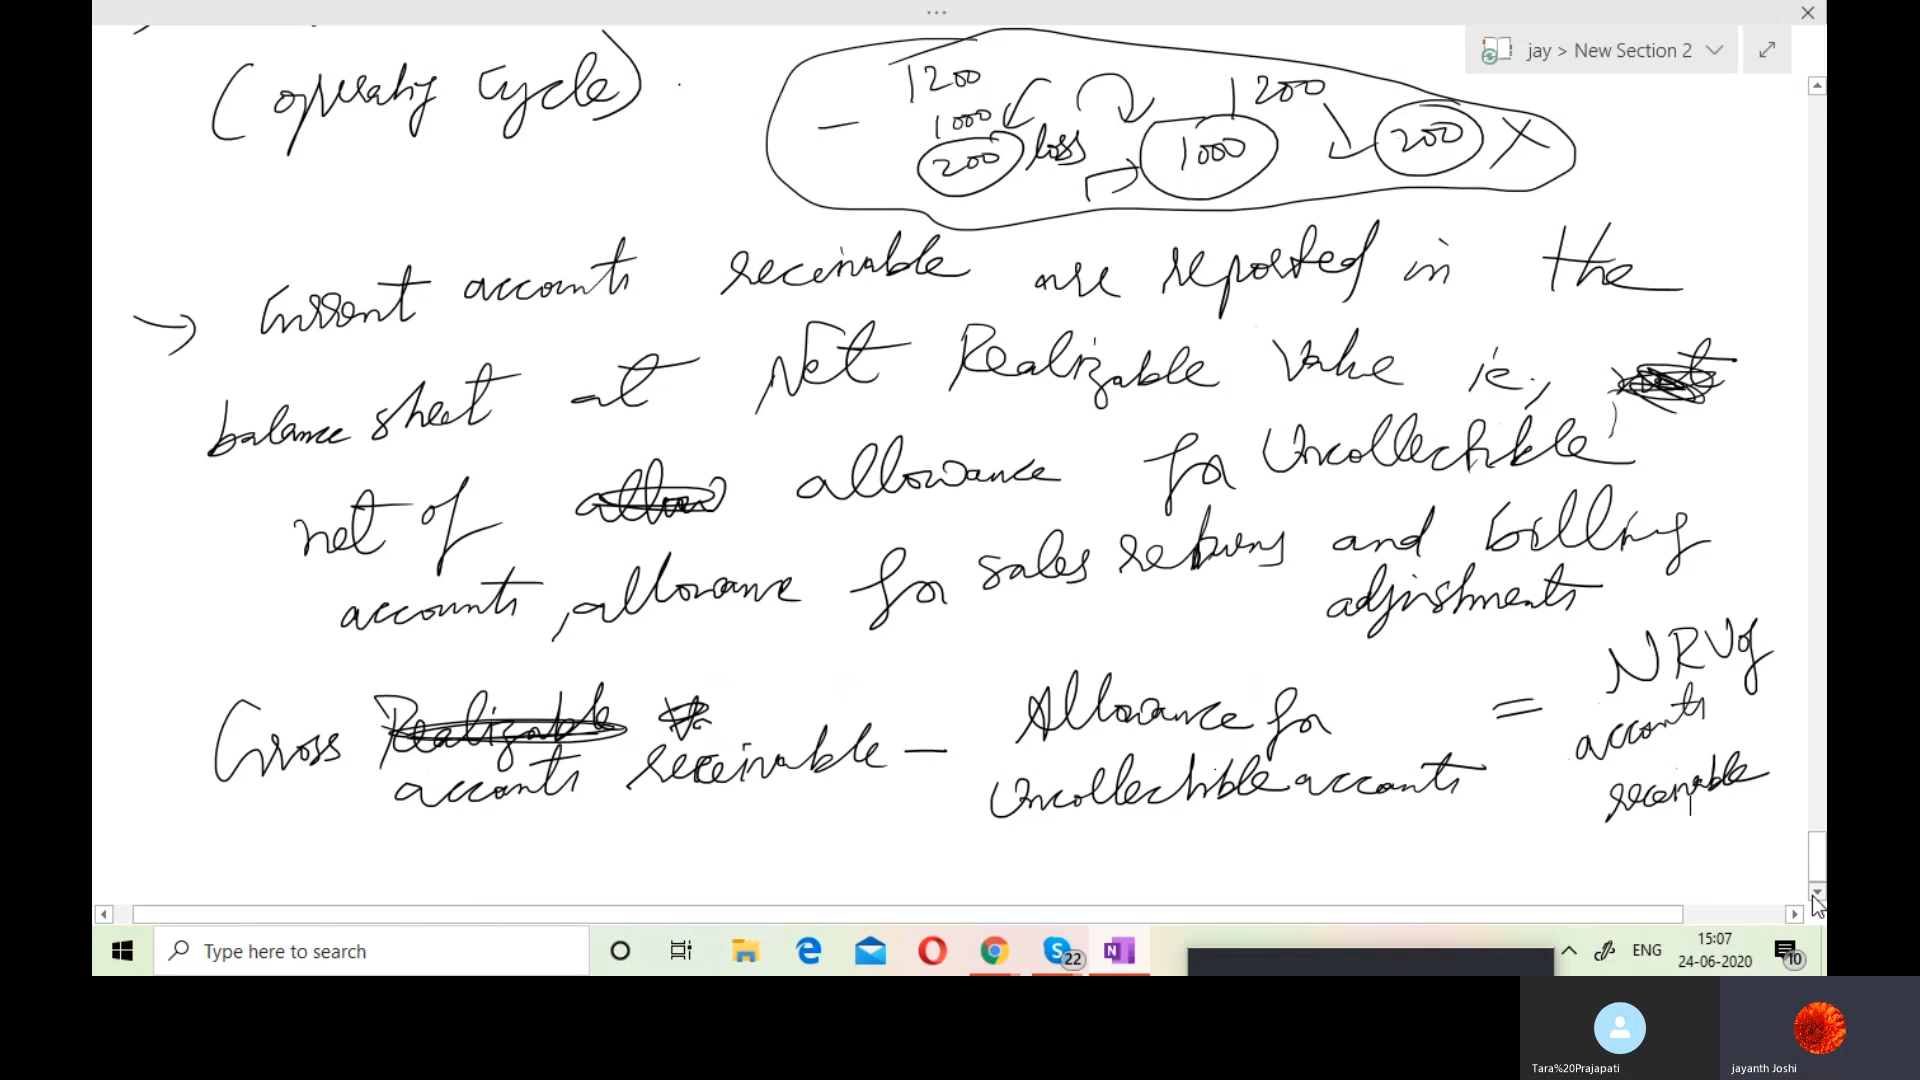 ...
jay > New Section 2
(operating cycle)
1200
1000
200 loss
1200
1000
200
→ Current accounts receivable are reported in the
balance sheet at Net Realizable Value ie.,
net of allowance for Uncollectible
accounts, allowance for sales returns and billing
adjustments
Gross accounts receivable — Allowance for Uncollectible accounts = NRV of accounts receivable
Type here to search
22
ENG
15:07
24-06-2020
10
Tara%20Prajapati
jayanth Joshi